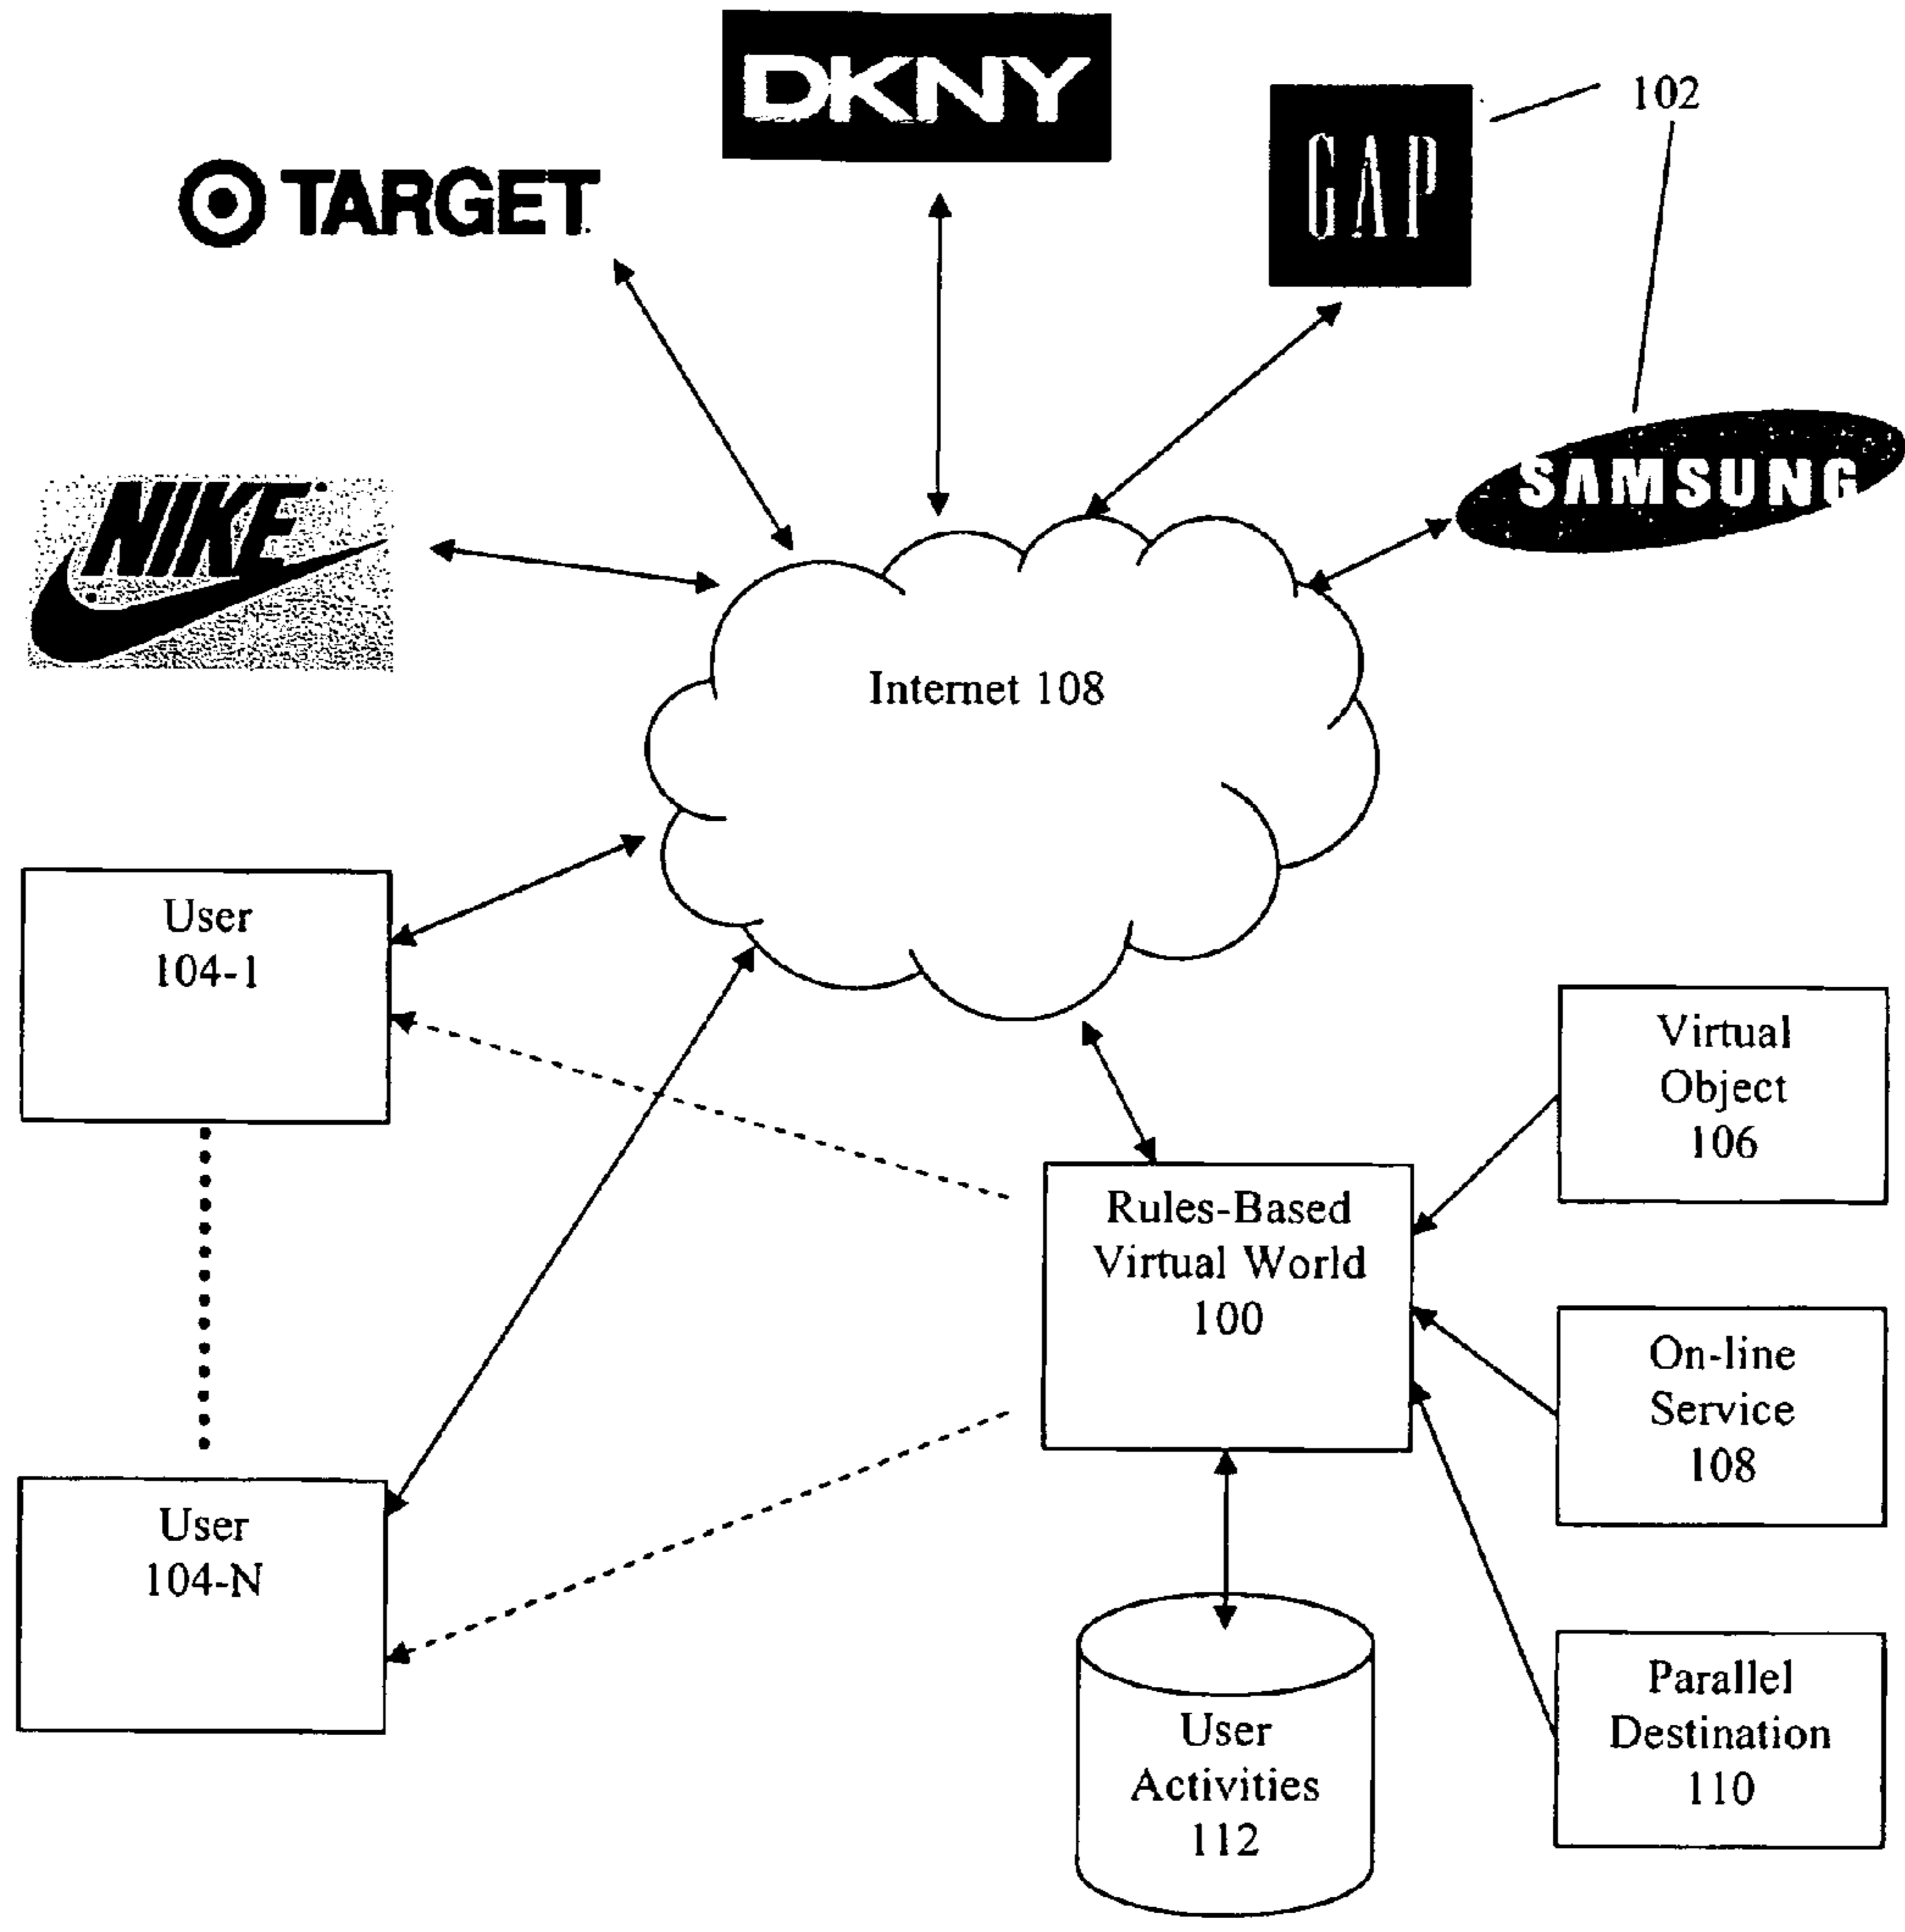 DKNY
GAP
102
TARGET
SAMSUNG
NIKE
Internet 108
User
104-1
Virtual
Object
106
Rules-Based
Virtual World
100
On-line
Service
108
User
104-N
Parallel
Destination
110
User
Activities
112